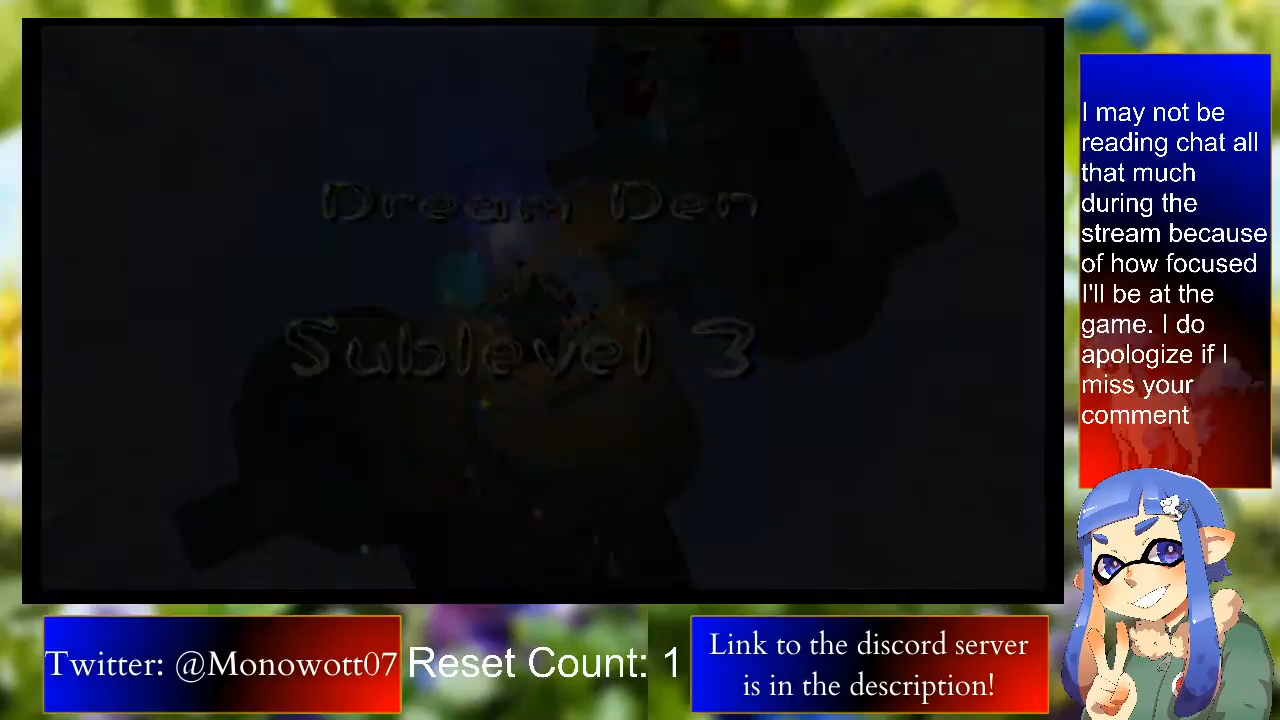 Dream Den
Sublevel 3
I may not be
reading chat all
that much
during the
stream because
of how focused
I'll be at the
game. I do
apologize if I
miss your
comment
Twitter: @Monowott07
Reset Count: 1
Link to the discord server
is in the description!